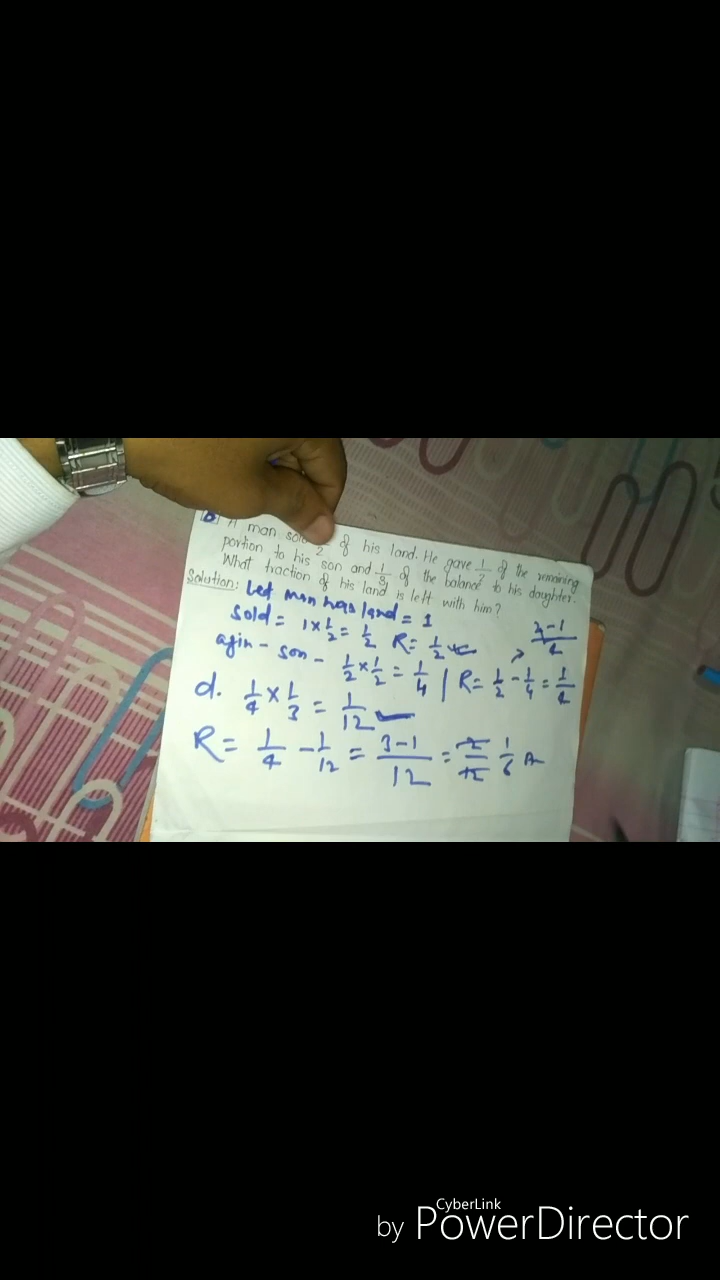 man sold 1/2 of his land. He gave 1/2 of the remaining
portion to his son and 1/3 of the balance to his daughter.
What fraction of his land is left with him?
Solution: Let man has land = 1
Sold = 1 × 1/2 = 1/2 R = 1/2
agin - son - 1/2 × 1/2 = 1/4 | R = 1/2 - 1/4 = 1/4
d. 1/4 × 1/3 = 1/12
R = 1/4 - 1/12 = 3-1/12 = 2/12 1/6
CyberLink
by PowerDirector